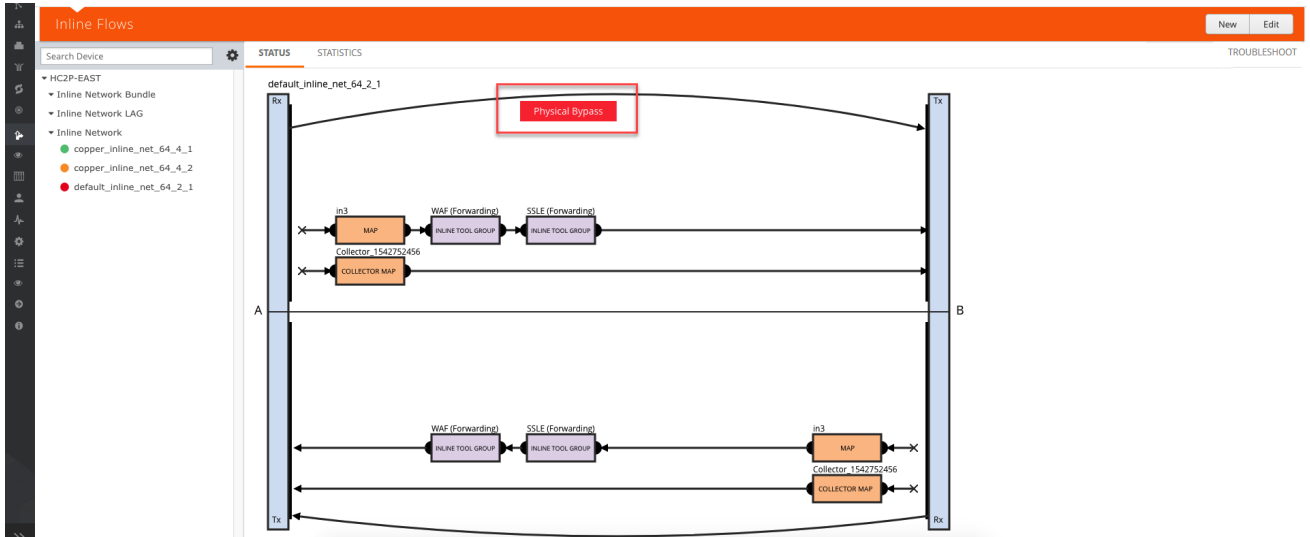 Inline Flows
New
Edit
Search Device
STATUS
STATISTICS
TROUBLESHOOT
HC2P-EAST
Inline Network Bundle
Inline Network LAG
Inline Network
copper_inline_net_64_4_1
copper_inline_net_64_4_2
default_inline_net_64_2_1
default_inline_net_64_2_1
Rx
Physical Bypass
Tx
in3
WAF (Forwarding)
SSLE (Forwarding)
MAP
INLINE TOOL GROUP
INLINE TOOL GROUP
Collector_1542752456
COLLECTOR MAP
A
B
WAF (Forwarding)
SSLE (Forwarding)
in3
INLINE TOOL GROUP
INLINE TOOL GROUP
MAP
Collector_1542752456
COLLECTOR MAP
Tx
Rx